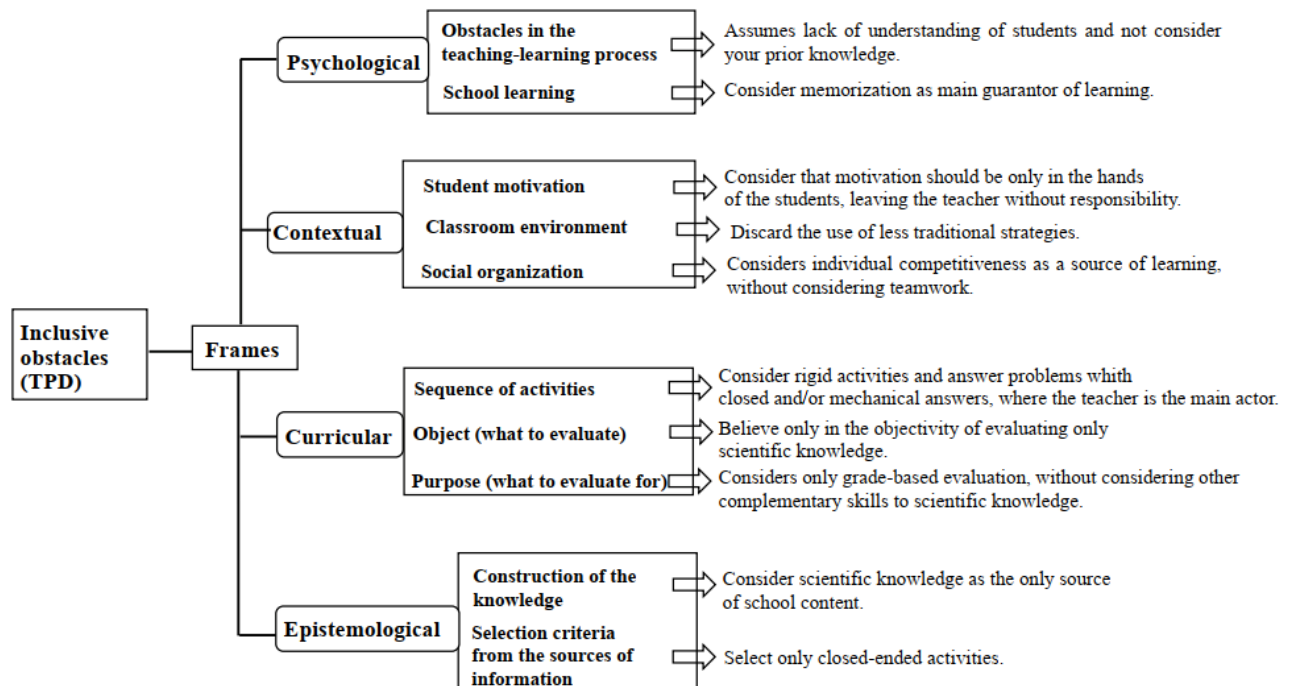 Inclusive
obstacles
(TPD)
Frames
Psychological
Obstacles in the
teaching-learning process
Assumes lack of understanding of students and not consider
your prior knowledge.
School learning
Consider memorization as main guarantor of learning.
Contextual
Student motivation
Consider that motivation should be only in the hands
of the students, leaving the teacher without responsibility.
Classroom environment
Discard the use of less traditional strategies.
Social organization
Considers individual competitiveness as a source of learning,
without considering teamwork.
Curricular
Sequence of activities
Consider rigid activities and answer problems whith
closed and/or mechanical answers, where the teacher is the main actor.
Object (what to evaluate)
Believe only in the objectivity of evaluating only
scientific knowledge.
Purpose (what to evaluate for)
Considers only grade-based evaluation, without considering other
complementary skills to scientific knowledge.
Epistemological
Construction of the
knowledge
Consider scientific knowledge as the only source
of school content.
Selection criteria
from the sources of
information
Select only closed-ended activities.